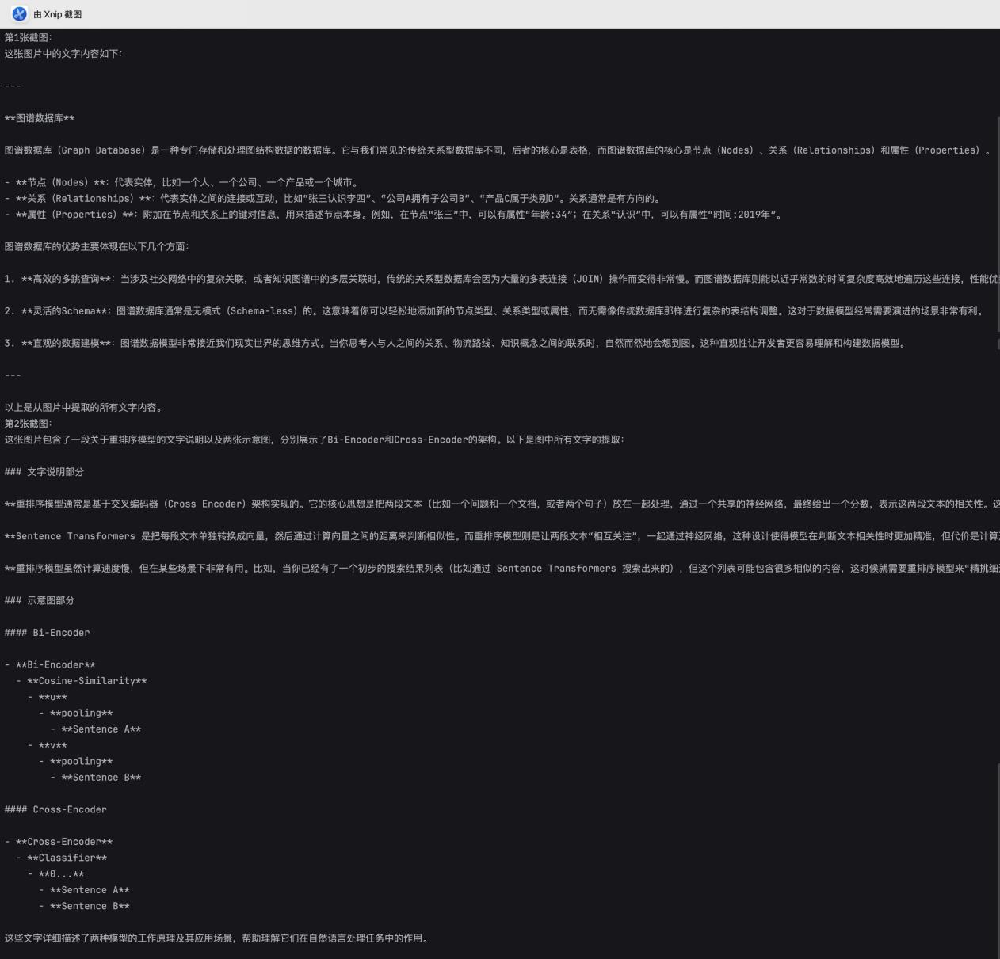 由 Xnip 截图
第1张截图:
这张图片中的文字内容如下:
---
**图谱数据库**
图谱数据库（Graph Database）是一种专门存储和处理图结构数据的数据库。它与我们常见的传统关系型数据库不同，后者的核心是表格，而图谱数据库的核心是节点（Nodes）、关系（Relationships）和属性（Properties）。
- **节点（Nodes）**：代表实体，比如一个人、一个公司、一个产品或一个城市。
- **关系（Relationships）**：代表实体之间的连接或互动，比如“张三认识李四”、“公司A拥有子公司B”、“产品C属于类别D”。关系通常是有方向的。
- **属性（Properties）**：附加在节点和关系上的键对信息，用来描述节点本身。例如，在节点“张三”中，可以有属性“年龄:34”；在关系“认识”中，可以有属性“时间:2019年”。
图谱数据库的优势主要体现在以下几个方面：
1. **高效的多跳查询**：当涉及社交网络中的复杂关联，或者知识图谱中的多层关联时，传统的关系型数据库会因为大量的多表连接（JOIN）操作而变得非常慢。而图谱数据库则能以近乎常数的时间复杂度高效地遍历这些连接，性能优
2. **灵活的Schema**：图谱数据库通常是无模式（Schema-less）的。这意味着你可以轻松地添加新的节点类型、关系类型或属性，而无需像传统数据库那样进行复杂的表结构调整。这对于数据模型经常需要演进的场景非常有利。
3. **直观的数据建模**：图谱数据模型非常接近我们现实世界的思维方式。当你思考人与人之间的关系、物流路线、知识概念之间的联系时，自然而然地会想到图。这种直观性让开发者更容易理解和构建数据模型。
---
以上是从图片中提取的所有文字内容。
第2张截图:
这张图片包含了一段关于重排序模型的文字说明以及两张示意图，分别展示了Bi-Encoder和Cross-Encoder的架构。以下是图中所有文字的提取：
### 文字说明部分
**重排序模型通常是基于交叉编码器（Cross Encoder）架构实现的。它的核心思想是把两段文本（比如一个问题和一个文档，或者两个句子）放在一起处理，通过一个共享的神经网络，最终给出一个分数，表示这两段文本的相关性。这
**Sentence Transformers 是把每段文本单独转换成向量，然后通过计算向量之间的距离来判断相似性。而重排序模型则是让两段文本“相互关注”，一起通过神经网络，这种设计使得模型在判断文本相关性时更加精准，但代价是计算
**重排序模型虽然计算速度慢，但在某些场景下非常有用。比如，当你已经有了一个初步的搜索结果列表（比如通过 Sentence Transformers 搜索出来的），但这个列表可能包含很多相似的内容，这时候就需要重排序模型来“精挑细
### 示意图部分
#### Bi-Encoder
- **Bi-Encoder**
- **Cosine-Similarity**
- **u**
- **pooling**
- **Sentence A**
- **v**
- **pooling**
- **Sentence B**
#### Cross-Encoder
- **Cross-Encoder**
- **Classifier**
- **0...**
- **Sentence A**
- **Sentence B**
这些文字详细描述了两种模型的工作原理及其应用场景，帮助理解它们在自然语言处理任务中的作用。